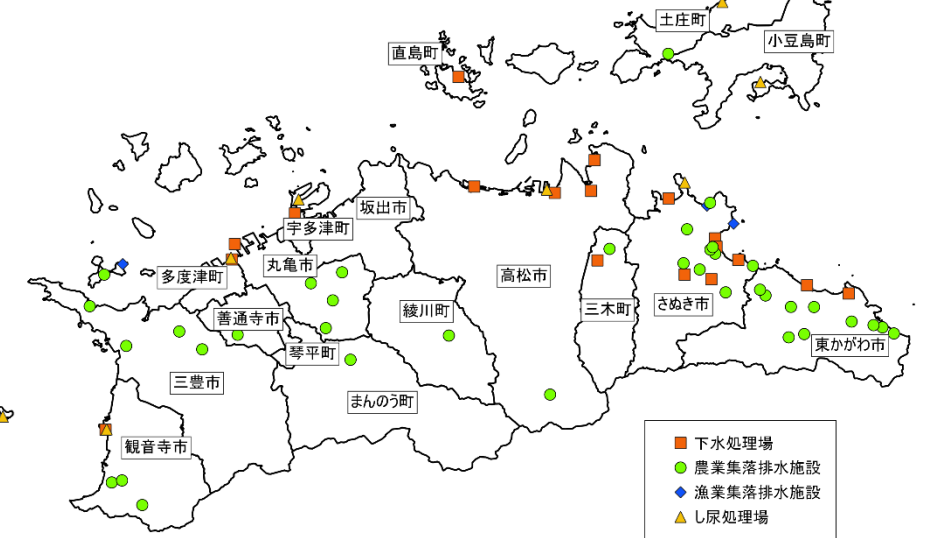 土庄町
小豆島町
直島町
坂出市
宇多津町
丸亀市
多度津町
高松市
綾川町
三木町
さぬき市
善通寺市
琴平町
東かがわ市
三豊市
まんのう町
観音寺市
下水処理場
農業集落排水施設
漁業集落排水施設
し尿処理場